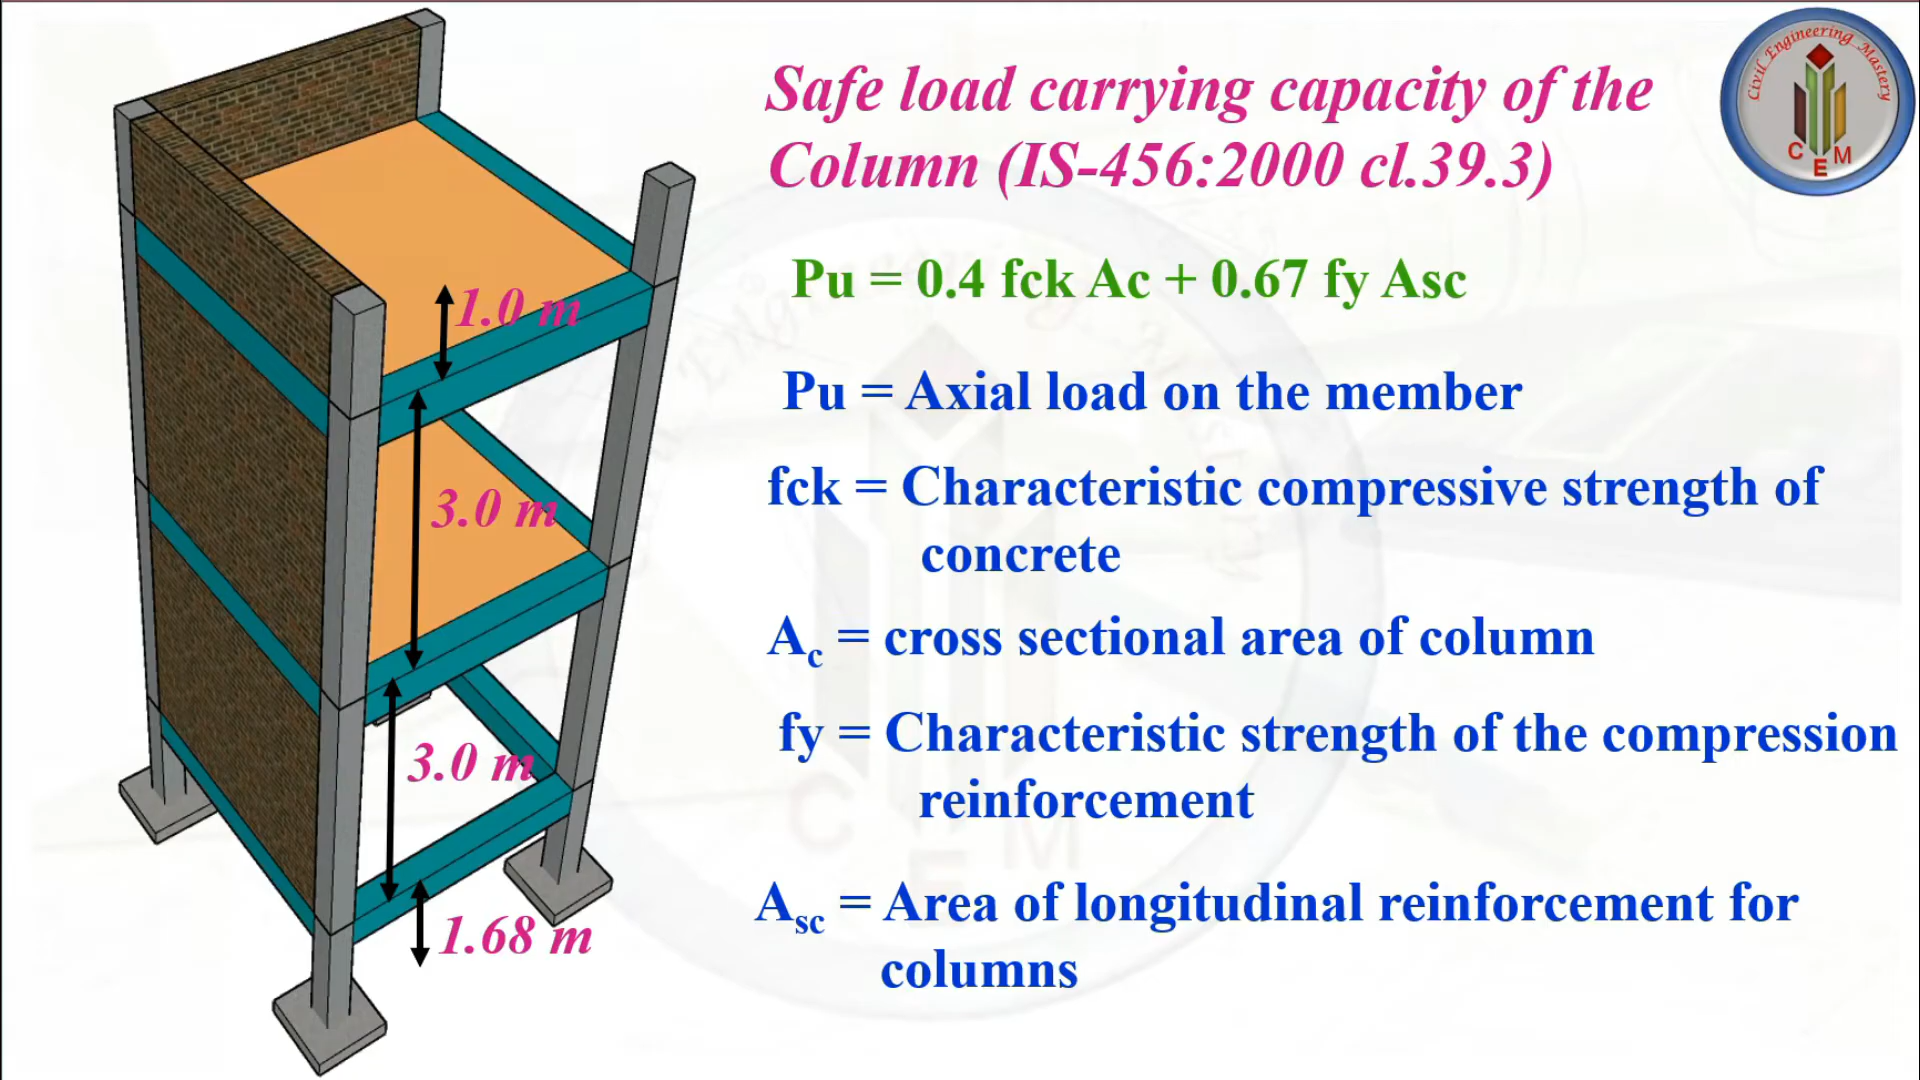 Safe load carrying capacity of the
Column (IS-456:2000 cl.39.3)
Civil Engineering Mastery
C E M
Pu = 0.4 fck Ac + 0.67 fy Asc
Pu = Axial load on the member
fck = Characteristic compressive strength of
concrete
Ac = cross sectional area of column
fy = Characteristic strength of the compression
reinforcement
Asc = Area of longitudinal reinforcement for
columns
1.0 m
3.0 m
3.0 m
1.68 m
C E M